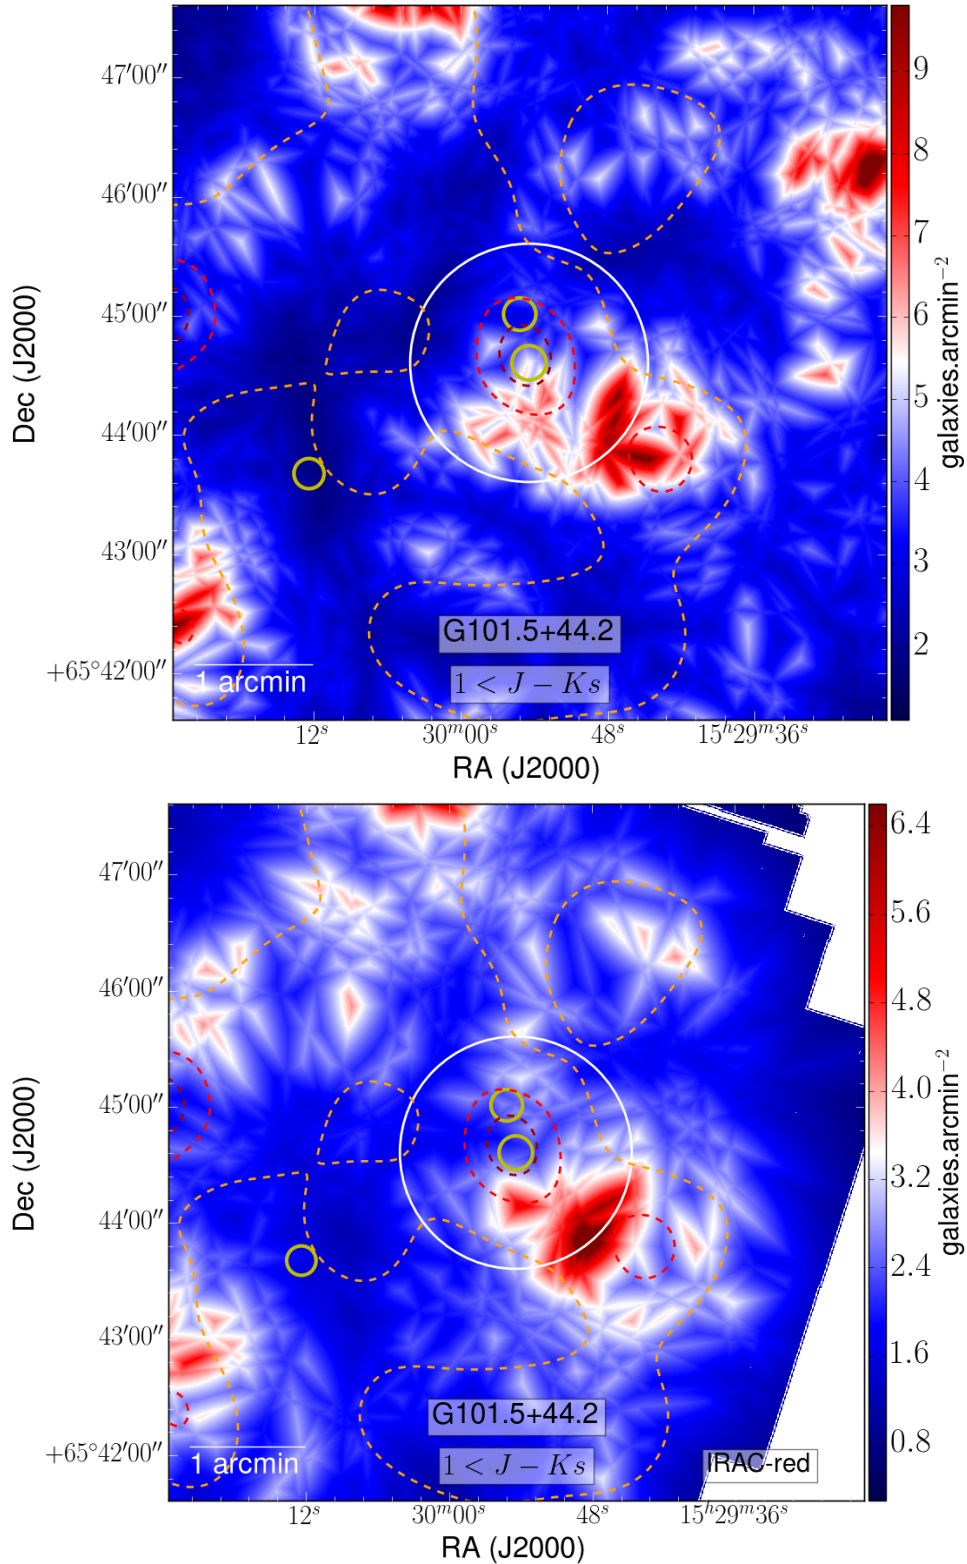 47′00″
46′00″
45′00″
44′00″
43′00″
+65°42′00″
Dec (J2000)
G101.5+44.2
1 < J − Ks
1 arcmin
12ˢ
30ᵐ00ˢ
48ˢ
15ʰ29ᵐ36ˢ
RA (J2000)
9
8
7
6
5
4
3
2
galaxies.arcmin⁻²
47′00″
46′00″
45′00″
44′00″
43′00″
+65°42′00″
Dec (J2000)
G101.5+44.2
1 < J − Ks
1 arcmin
IRAC-red
12ˢ
30ᵐ00ˢ
48ˢ
15ʰ29ᵐ36ˢ
RA (J2000)
6.4
5.6
4.8
4.0
3.2
2.4
1.6
0.8
galaxies.arcmin⁻²